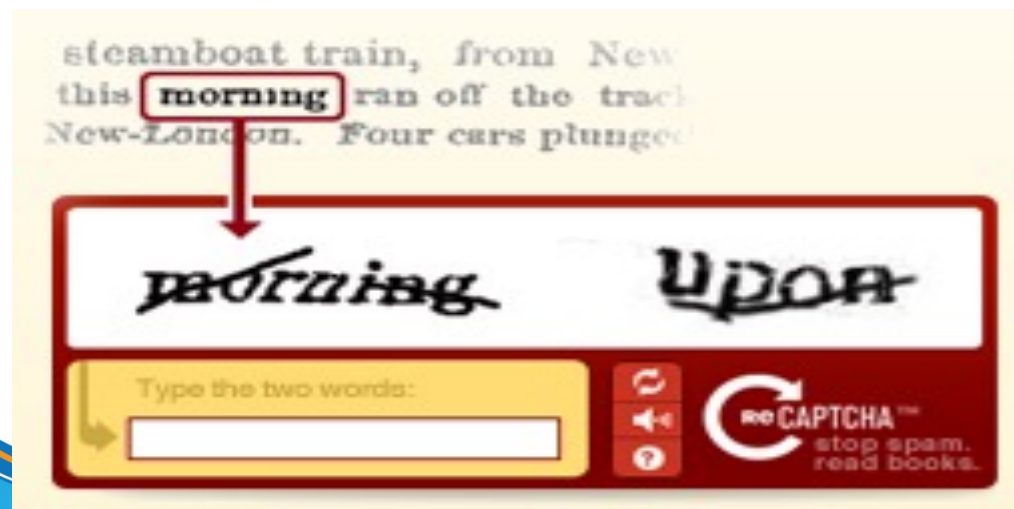 steamboat train, from New
this morning ran off the trac
New-London. Four cars plunged
morning upon
Type the two words:
reCAPTCHA™
stop spam.
read books.